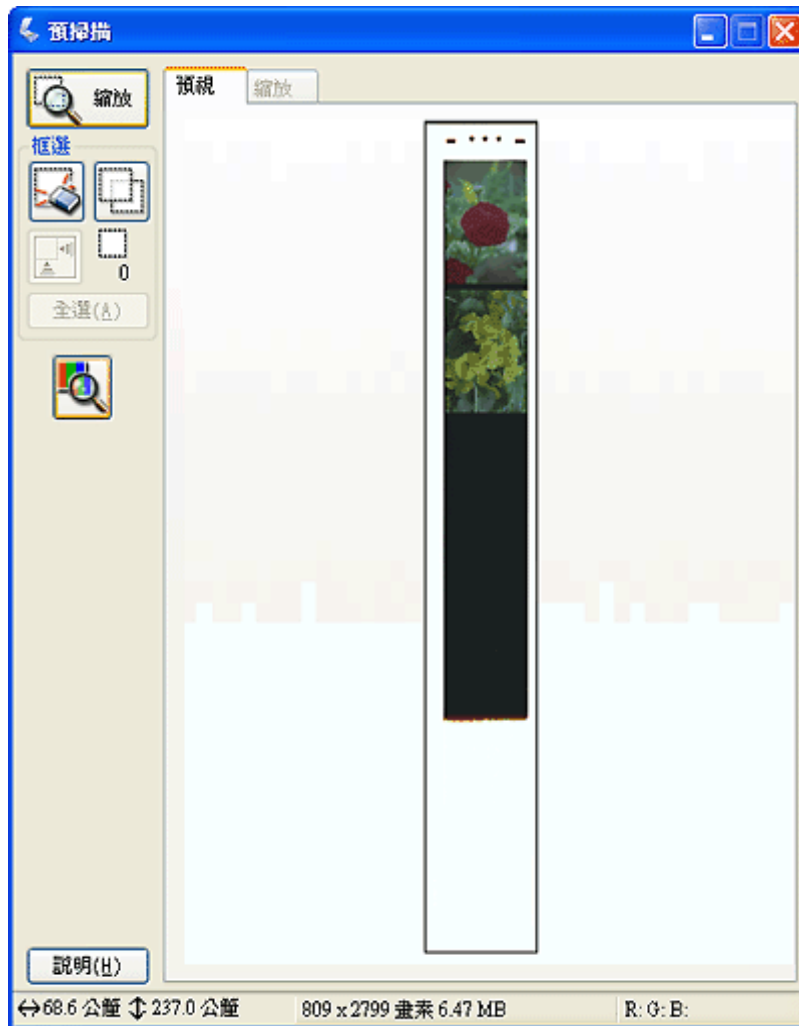 預掃描
縮放
預視
縮放
框選
0
全選(A)
說明(H)
68.6 公釐 237.0 公釐
809 x 2799 畫素 6.47 MB
R: G: B: